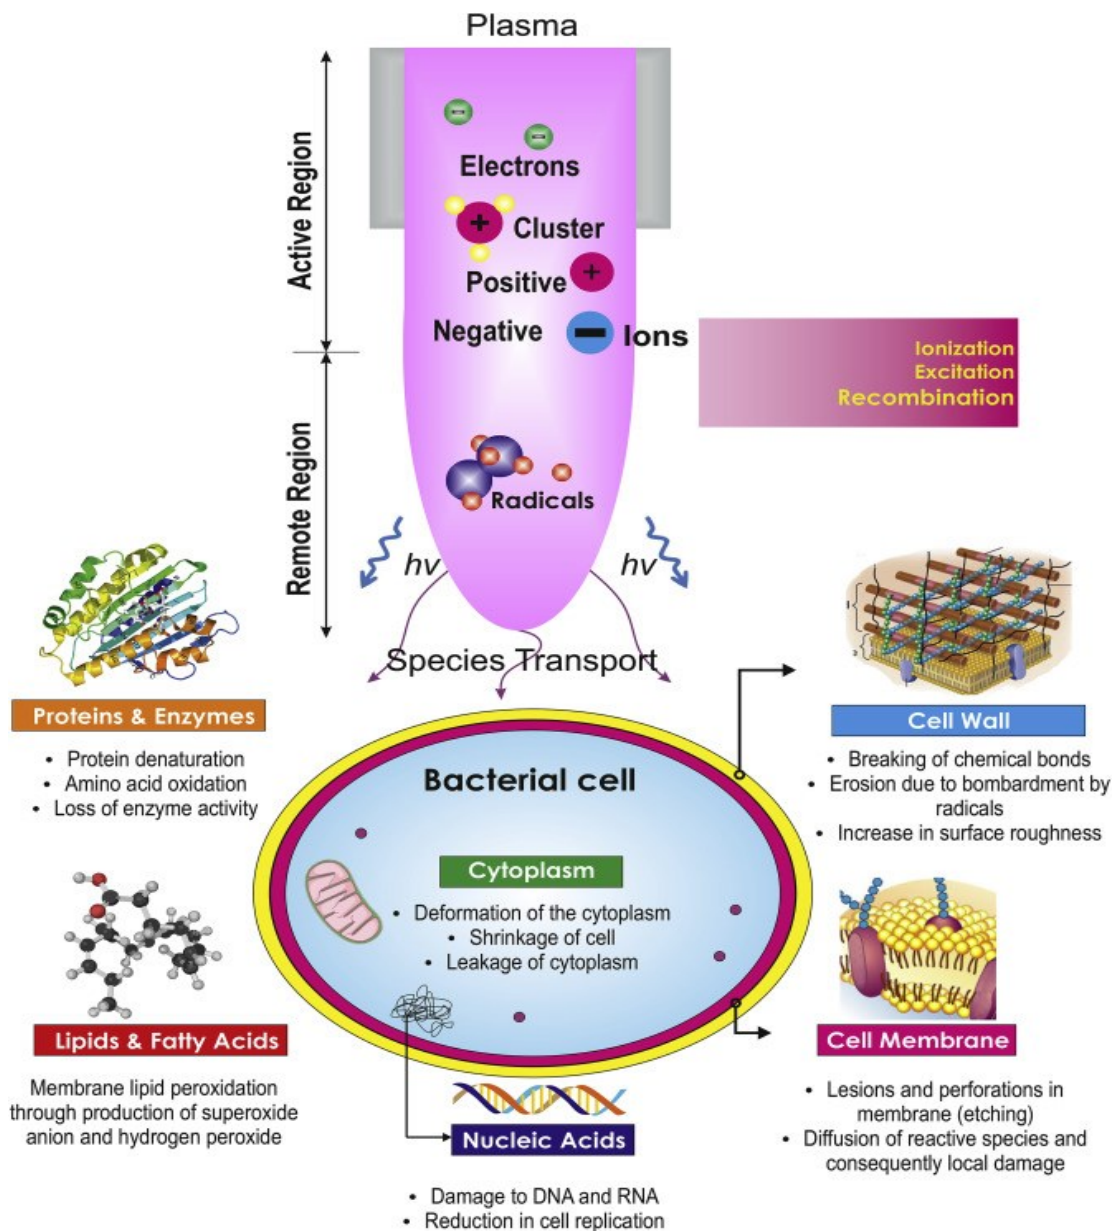 Plasma
Active Region
Electrons
Cluster
Positive
Negative
Ions
Ionization
Excitation
Recombination
Remote Region
Radicals
hv
hv
Species Transport
Proteins & Enzymes
• Protein denaturation
• Amino acid oxidation
• Loss of enzyme activity
Cell Wall
• Breaking of chemical bonds
• Erosion due to bombardment by
radicals
• Increase in surface roughness
Bacterial cell
Cytoplasm
• Deformation of the cytoplasm
• Shrinkage of cell
• Leakage of cytoplasm
Lipids & Fatty Acids
Membrane lipid peroxidation
through production of superoxide
anion and hydrogen peroxide
Cell Membrane
• Lesions and perforations in
membrane (etching)
• Diffusion of reactive species and
consequently local damage
Nucleic Acids
• Damage to DNA and RNA
• Reduction in cell replication